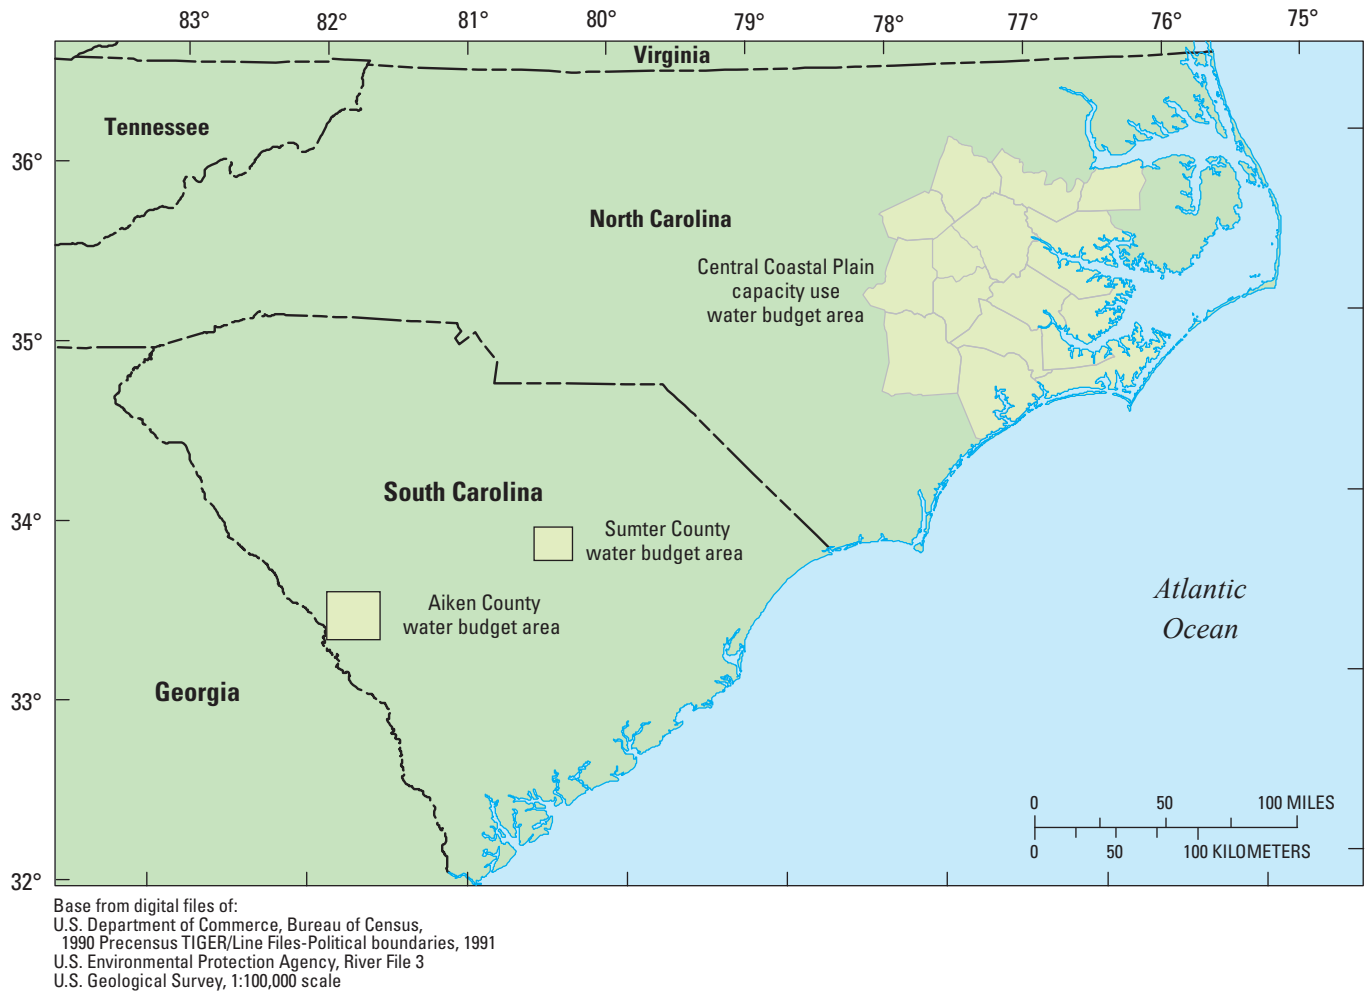 83° 82° 81° 80° 79° 78° 77° 76° 75°
Virginia
Tennessee
36°
North Carolina
Central Coastal Plain
capacity use
water budget area
35°
South Carolina
34°
Sumter County
water budget area
Aiken County
water budget area
Atlantic
Ocean
Georgia
33°
0 50 100 MILES
0 50 100 KILOMETERS
32°
Base from digital files of:
U.S. Department of Commerce, Bureau of Census,
1990 Precensus TIGER/Line Files-Political boundaries, 1991
U.S. Environmental Protection Agency, River File 3
U.S. Geological Survey, 1:100,000 scale